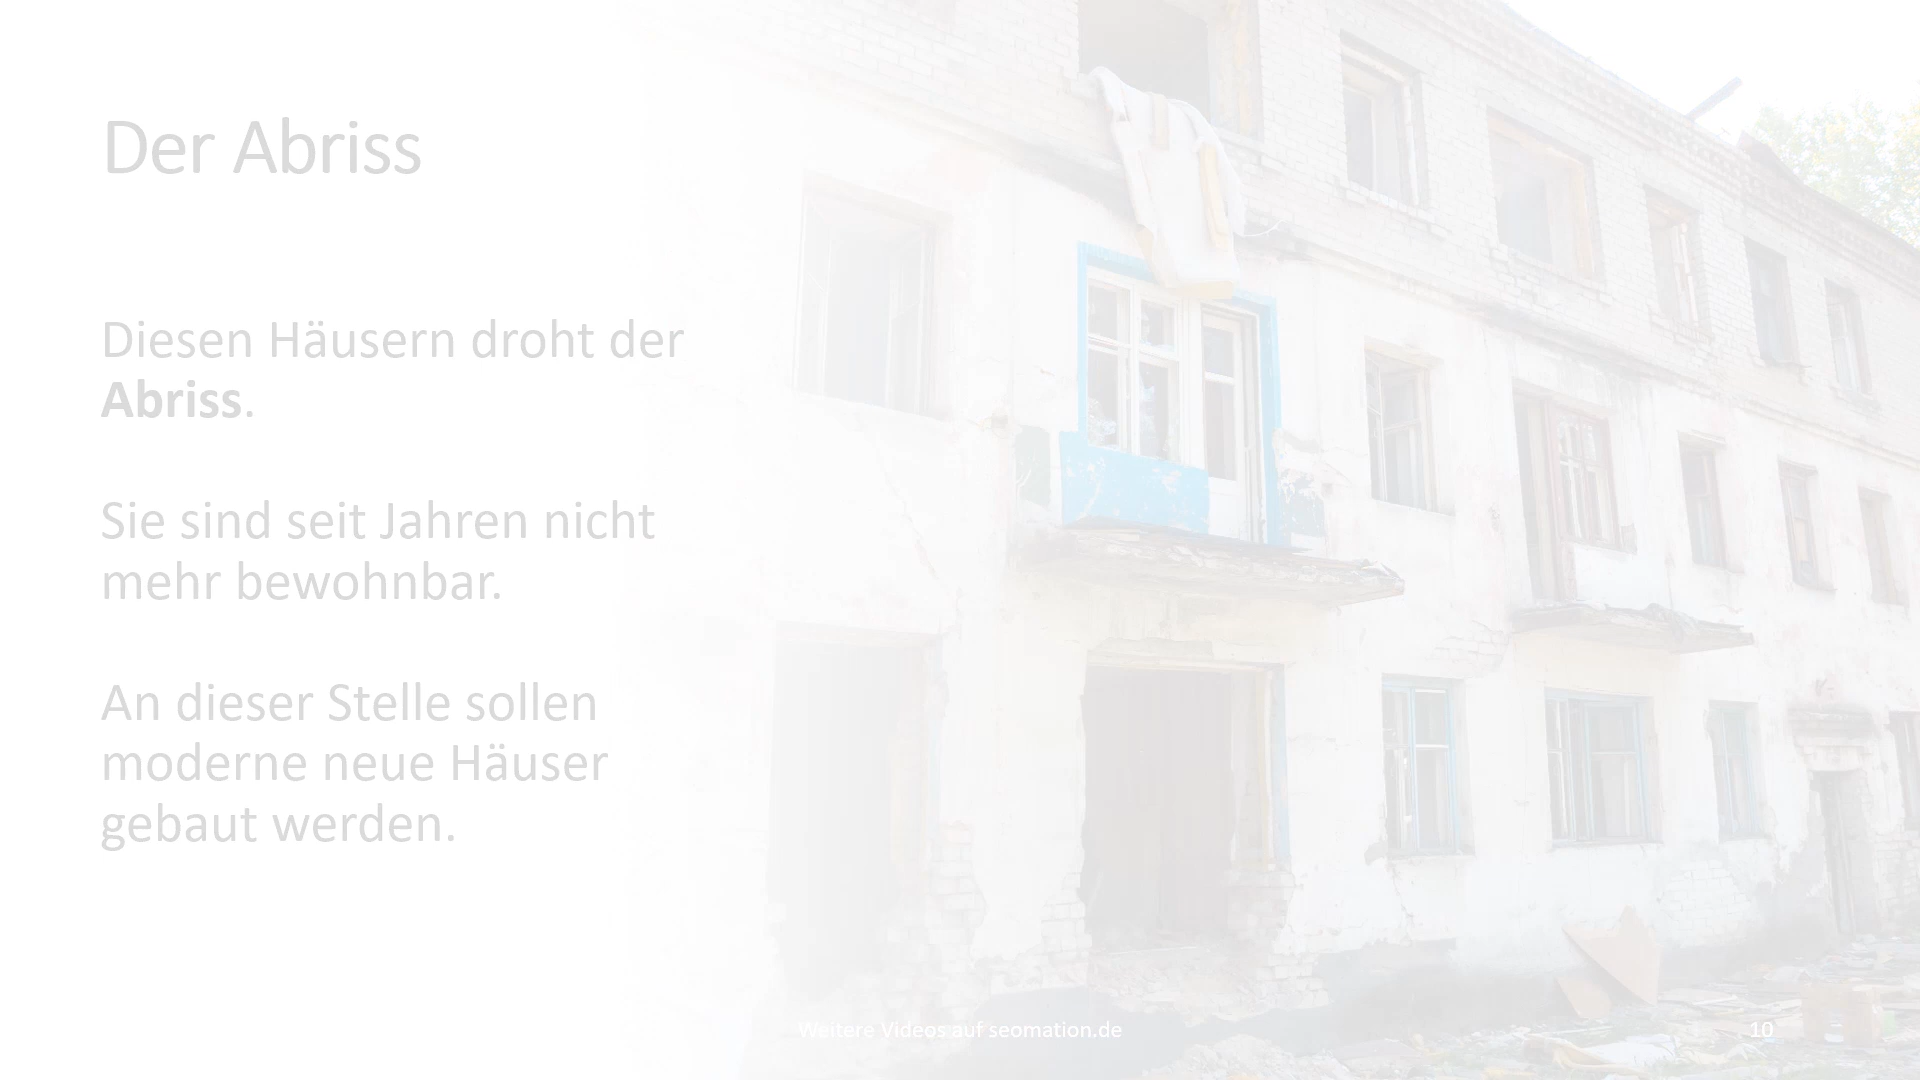 Der Abriss
Diesen Häusern droht der
Abriss.
Sie sind seit Jahren nicht
mehr bewohnbar.
An dieser Stelle sollen
moderne neue Häuser
gebaut werden.
Weitere Videos auf seomation.de
10